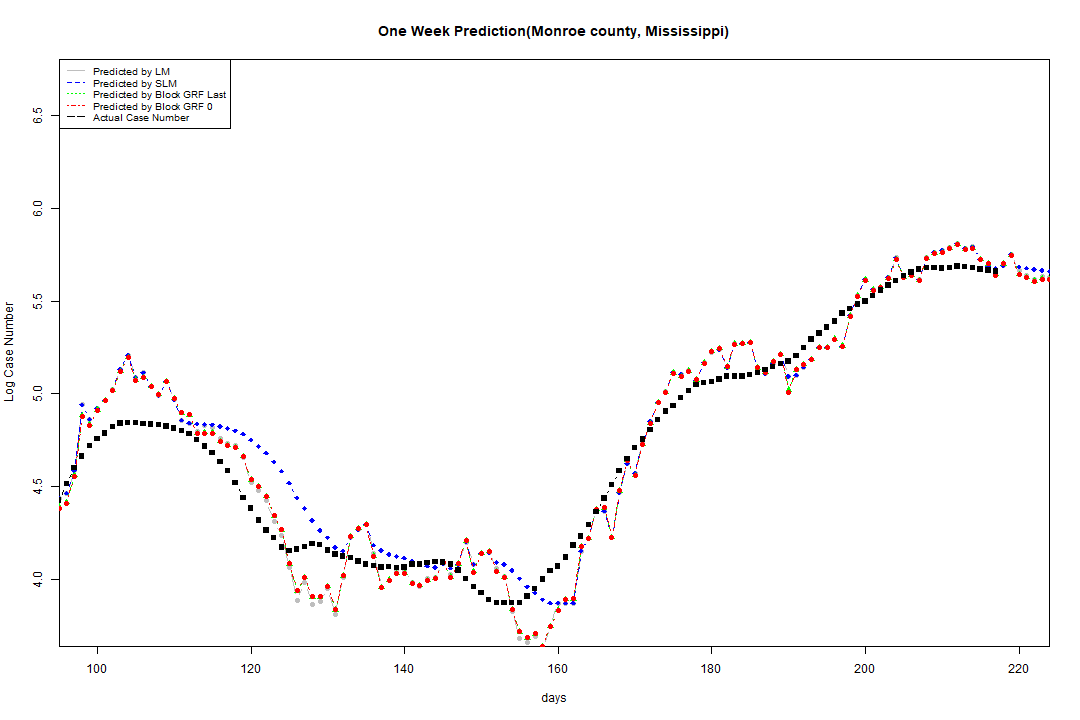 One Week Prediction(Monroe county, Mississippi)
Predicted by LM
Predicted by SLM
Predicted by Block GRF Last
Predicted by Block GRF 0
Actual Case Number
Log Case Number
6.5
6.0
5.5
5.0
4.5
4.0
100 120 140 160 180 200 220
days